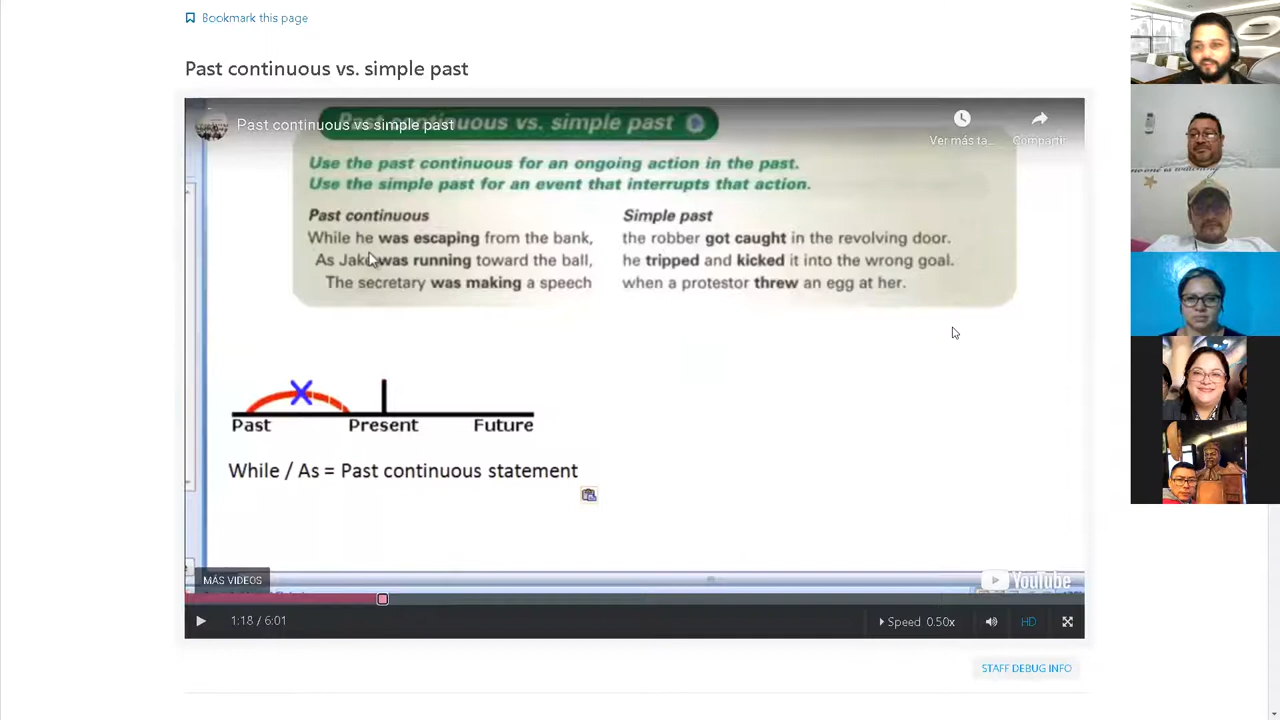 Bookmark this page
Past continuous vs. simple past
Past continuous vs. simple past
Past continuous vs simple past
Ver más ta...
Compartir
Use the past continuous for an ongoing action in the past.
Use the simple past for an event that interrupts that action.
Past continuous Simple past
While he was escaping from the bank, the robber got caught in the revolving door.
As Jake was running toward the ball, he tripped and kicked it into the wrong goal.
The secretary was making a speech when a protestor threw an egg at her.
Past Present Future
While / As = Past continuous statement
MÁS VIDEOS
YouTube
1:18 / 6:01
Speed 0.50x
HD
STAFF DEBUG INFO